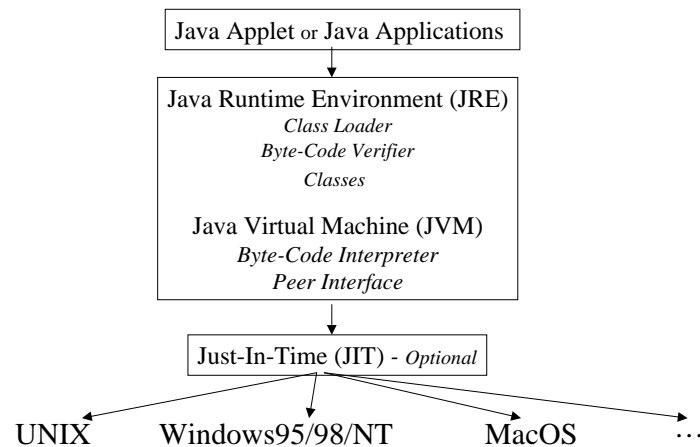 Java Applet or Java Applications
Java Runtime Environment (JRE)
Class Loader
Byte-Code Verifier
Classes
Java Virtual Machine (JVM)
Byte-Code Interpreter
Peer Interface
Just-In-Time (JIT) - Optional
UNIX Windows95/98/NT MacOS …